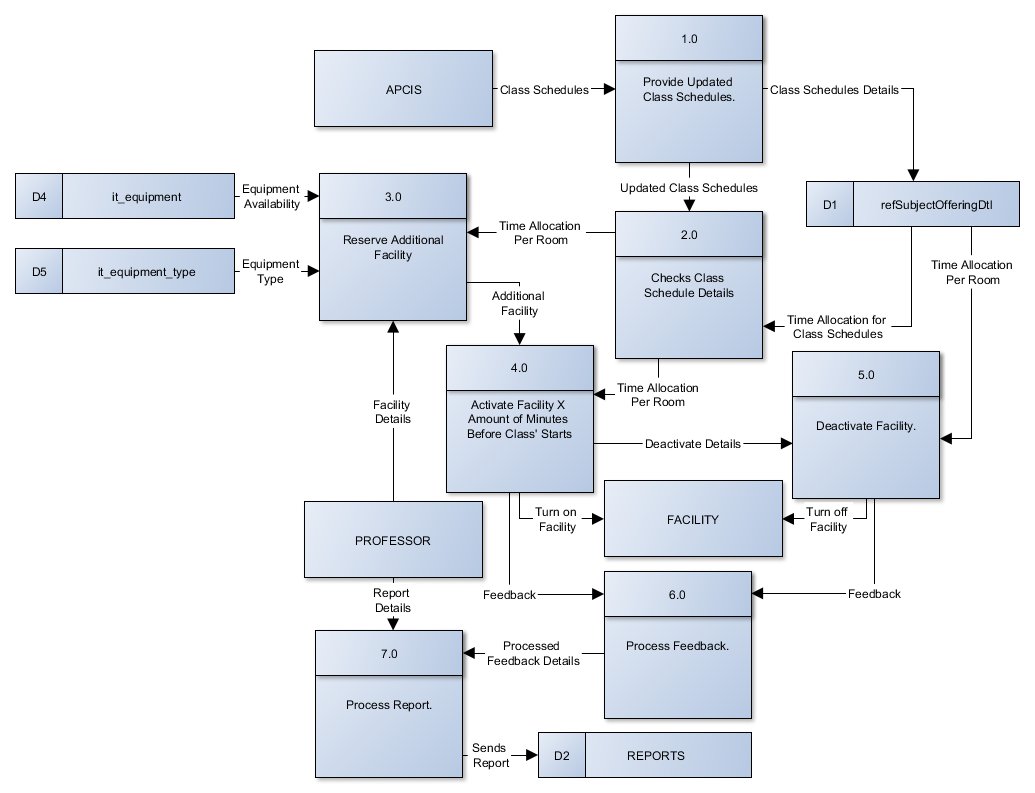 1.0
APCIS
Class Schedules
Provide Updated
Class Schedules.
Class Schedules Details
Updated Class Schedules
D4
it_equipment
Equipment
Availability
3.0
D1
refSubjectOfferingDtl
Time Allocation
Per Room
2.0
Reserve Additional
Facility
D5
it_equipment_type
Equipment
Type
Checks Class
Schedule Details
Time Allocation
Per Room
Additional
Facility
Time Allocation for
Class Schedules
4.0
5.0
Time Allocation
Per Room
Facility
Details
Activate Facility X
Amount of Minutes
Before Class' Starts
Deactivate Facility.
Deactivate Details
Turn on
Facility
FACILITY
Turn off
Facility
PROFESSOR
Report
Details
Feedback
6.0
Feedback
7.0
Processed
Feedback Details
Process Feedback.
Process Report.
Sends
Report
D2
REPORTS